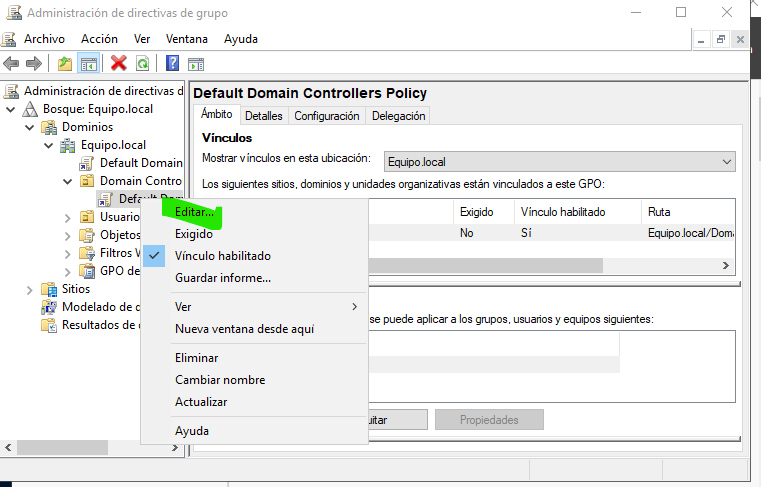 Administración de directivas de grupo
Archivo Acción Ver Ventana Ayuda
Administración de directivas d
Bosque: Equipo.local
Dominios
Equipo.local
Default Domain
Domain Contro
Default Dom
Usuario
Objetos
Filtros W
GPO de
Sitios
Modelado de d
Resultados de
Editar...
Exigido
Vínculo habilitado
Guardar informe...
Ver
Nueva ventana desde aquí
Eliminar
Cambiar nombre
Actualizar
Ayuda
Default Domain Controllers Policy
Ámbito Detalles Configuración Delegación
Vínculos
Mostrar vínculos en esta ubicación: Equipo.local
Los siguientes sitios, dominios y unidades organizativas están vinculados a este GPO:
Exigido Vínculo habilitado Ruta
No Sí Equipo.local/Doma
se puede aplicar a los grupos, usuarios y equipos siguientes:
uitar Propiedades